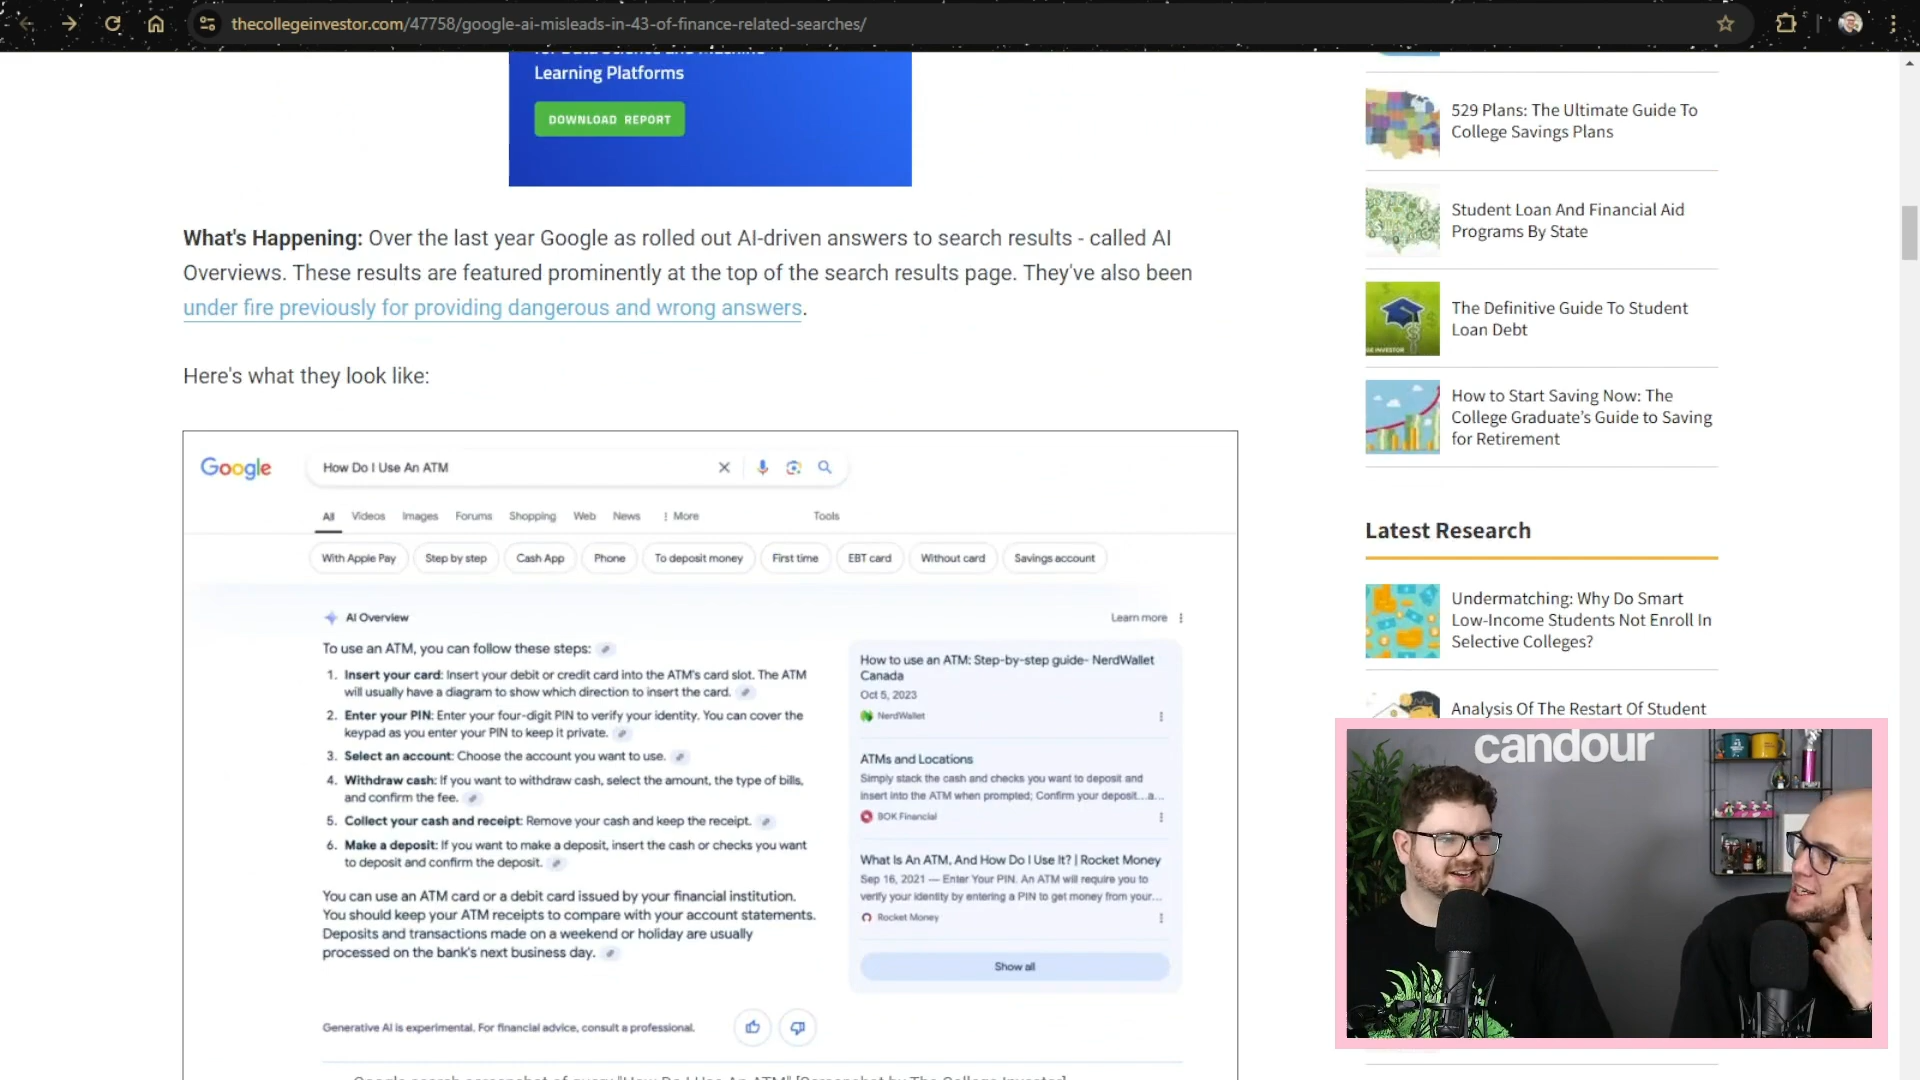 thecollegeinvestor.com/47758/google-ai-misleads-in-43-of-finance-related-searches/
Learning Platforms
DOWNLOAD REPORT
What's Happening: Over the last year Google as rolled out AI-driven answers to search results - called AI
Overviews. These results are featured prominently at the top of the search results page. They've also been
under fire previously for providing dangerous and wrong answers.
Here's what they look like:
Google
How Do I Use An ATM
All Videos Images Forums Shopping Web News More Tools
With Apple Pay Step by step Cash App Phone To deposit money First time EBT card Without card Savings account
AI Overview
Learn more
To use an ATM, you can follow these steps:
1. Insert your card: Insert your debit or credit card into the ATM's card slot. The ATM
will usually have a diagram to show which direction to insert the card.
2. Enter your PIN: Enter your four-digit PIN to verify your identity. You can cover the
keypad as you enter your PIN to keep it private.
3. Select an account: Choose the account you want to use.
4. Withdraw cash: If you want to withdraw cash, select the amount, the type of bills,
and confirm the fee.
5. Collect your cash and receipt: Remove your cash and keep the receipt.
6. Make a deposit: If you want to make a deposit, insert the cash or checks you want
to deposit and confirm the deposit.
You can use an ATM card or a debit card issued by your financial institution.
You should keep your ATM receipts to compare with your account statements.
Deposits and transactions made on a weekend or holiday are usually
processed on the bank's next business day.
Generative AI is experimental. For financial advice, consult a professional.
How to use an ATM: Step-by-step guide- NerdWallet
Canada
Oct 5, 2023
NerdWallet
ATMs and Locations
Simply stack the cash and checks you want to deposit and
insert into the ATM when prompted; Confirm your deposit...a...
BOK Financial
What Is An ATM, And How Do I Use It? | Rocket Money
Sep 16, 2021 — Enter Your PIN. An ATM will require you to
verify your identity by entering a PIN to get money from your...
Rocket Money
Show all
Google search screenshot of query "How Do I Use An ATM" [Screenshot by The College Investor]
529 Plans: The Ultimate Guide To
College Savings Plans
Student Loan And Financial Aid
Programs By State
The Definitive Guide To Student
Loan Debt
How to Start Saving Now: The
College Graduate's Guide to Saving
for Retirement
Latest Research
Undermatching: Why Do Smart
Low-Income Students Not Enroll In
Selective Colleges?
Analysis Of The Restart Of Student
candour